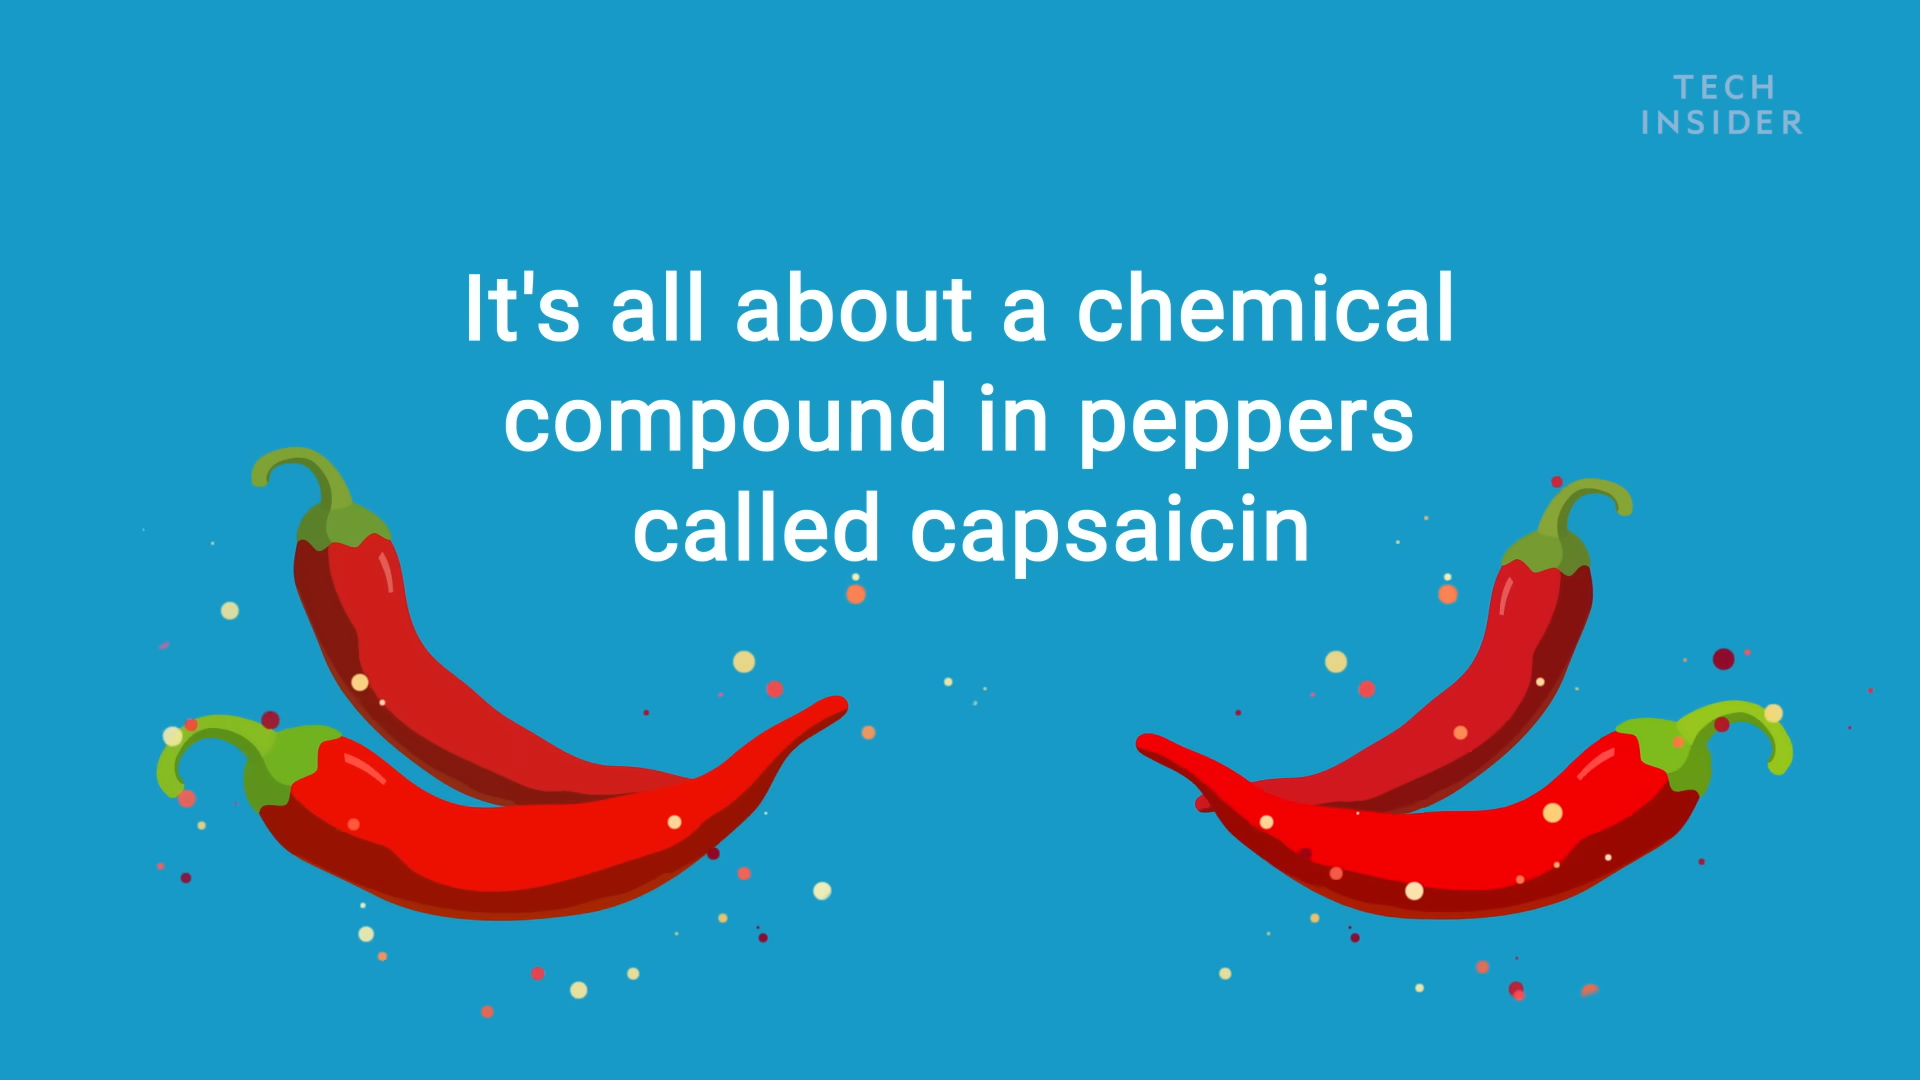 TECH
INSIDER
It's all about a chemical
compound in peppers
called capsaicin